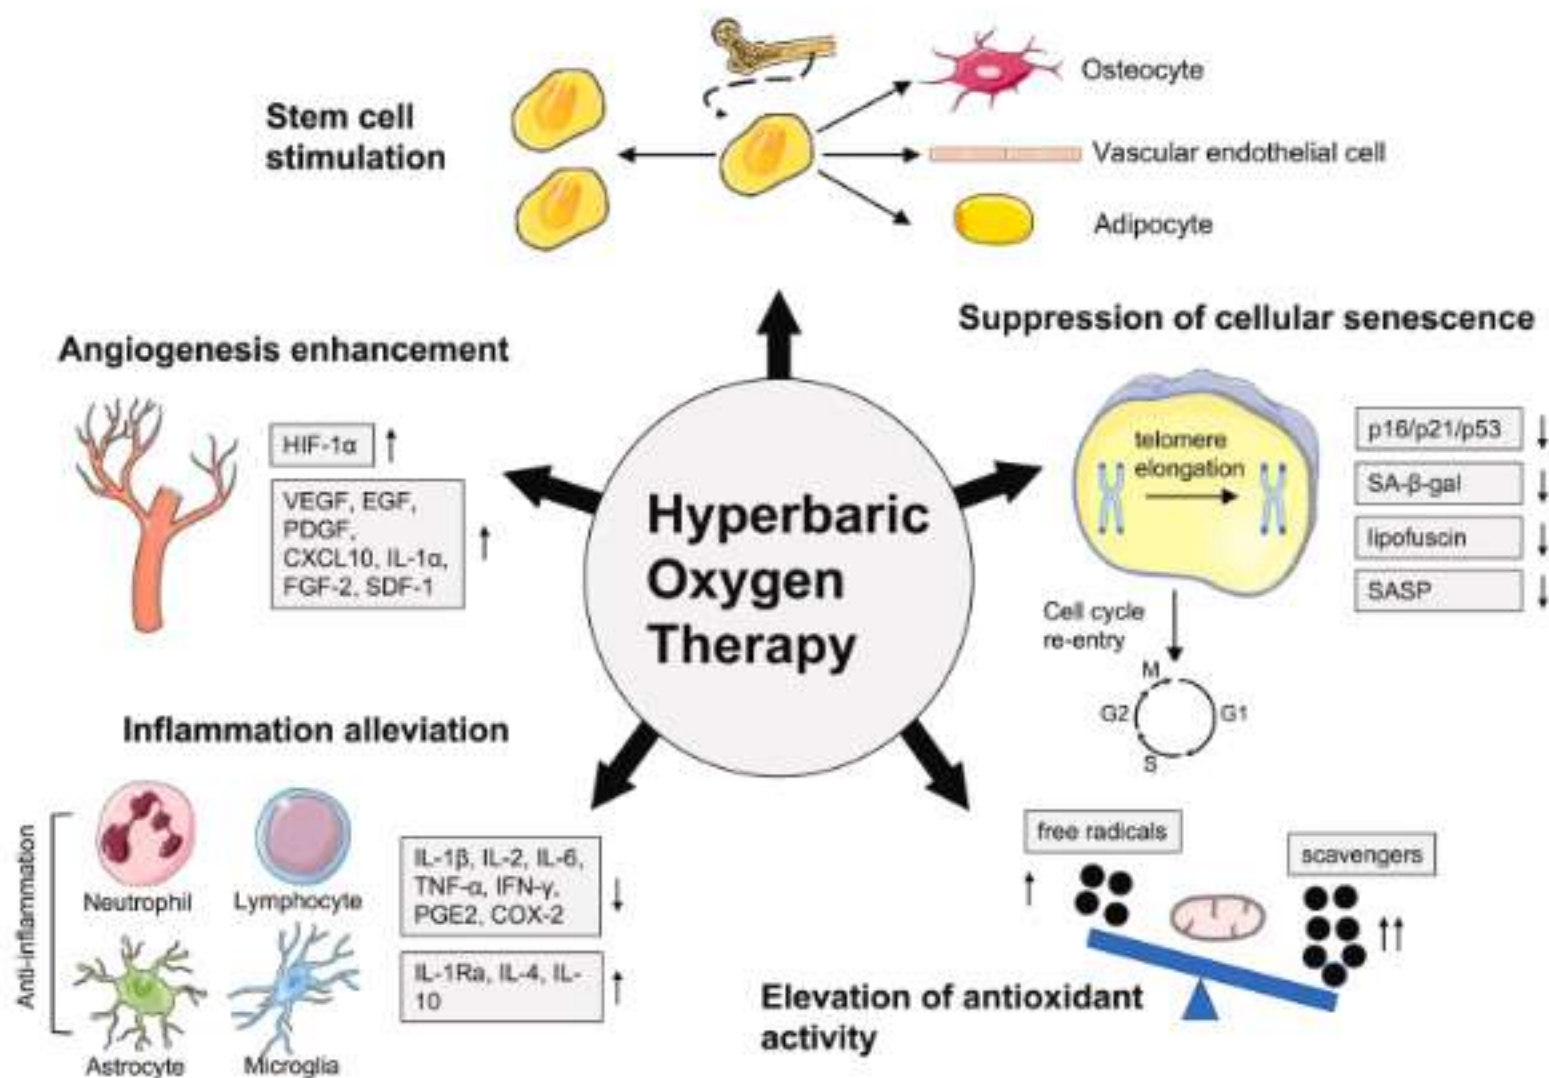 Stem cell
stimulation
Osteocyte
Vascular endothelial cell
Adipocyte
Angiogenesis enhancement
HIF-1α
VEGF, EGF,
PDGF,
CXCL10, IL-1α,
FGF-2, SDF-1
Suppression of cellular senescence
telomere
elongation
p16/p21/p53
SA-β-gal
lipofuscin
SASP
Cell cycle
re-entry
M
G2
G1
S
Hyperbaric
Oxygen
Therapy
Inflammation alleviation
Anti-inflammation
Neutrophil
Lymphocyte
Astrocyte
Microglia
IL-1β, IL-2, IL-6,
TNF-α, IFN-γ,
PGE2, COX-2
IL-1Ra, IL-4, IL-
10
free radicals
scavengers
Elevation of antioxidant
activity